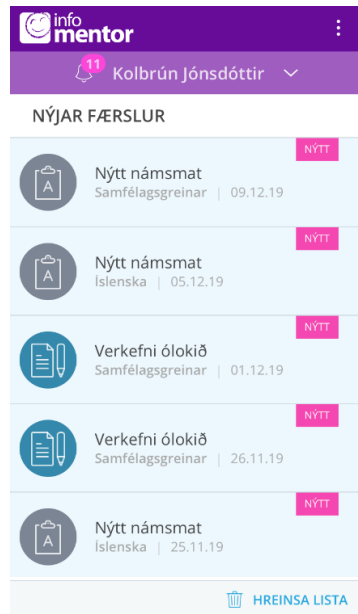 info
mentor
11
Kolbrún Jónsdóttir
NÝJAR FÆRSLUR
NÝTT
Nýtt námsmat
Samfélagsgreinar | 09.12.19
A
NÝTT
Nýtt námsmat
Íslenska | 05.12.19
A
NÝTT
Verkefni ólokið
Samfélagsgreinar | 01.12.19
NÝTT
Verkefni ólokið
Samfélagsgreinar | 26.11.19
NÝTT
Nýtt námsmat
Íslenska | 25.11.19
A
HREINSA LISTA